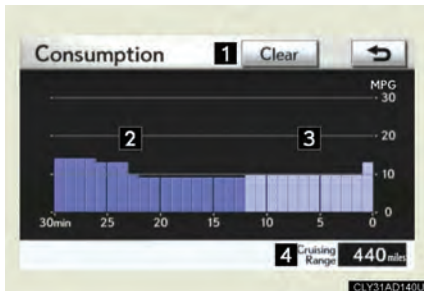 Consumption 1 Clear
MPG
30
2 3 20
10
0
30min 25 20 15 10 5 0
4 Cruising Range 440 miles
CLY31AD140U